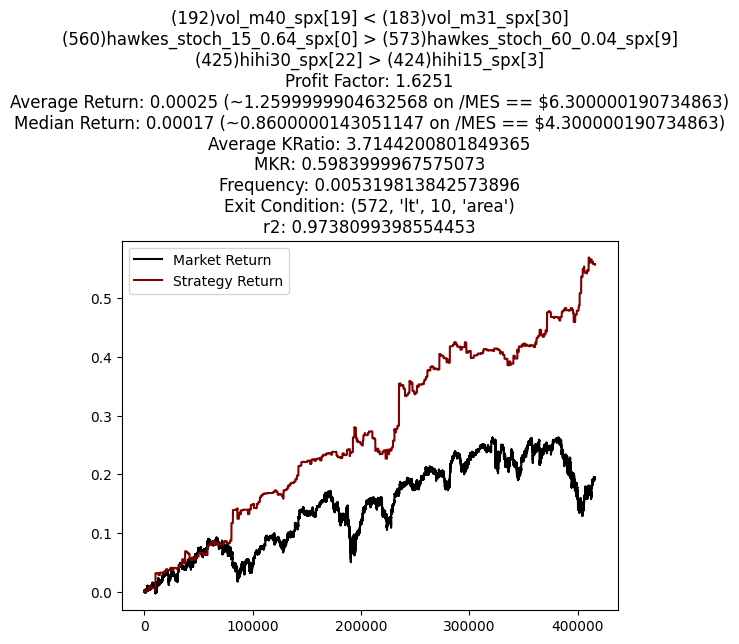 (192)vol_m40_spx[19] < (183)vol_m31_spx[30]
(560)hawkes_stoch_15_0.64_spx[0] > (573)hawkes_stoch_60_0.04_spx[9]
(425)hihi30_spx[22] > (424)hihi15_spx[3]
Profit Factor: 1.6251
Average Return: 0.00025 (~1.2599999904632568 on /MES == $6.300000190734863)
Median Return: 0.00017 (~0.8600000143051147 on /MES == $4.300000190734863)
Average KRatio: 3.7144200801849365
MKR: 0.5983999967575073
Frequency: 0.005319813842573896
Exit Condition: (572, 'lt', 10, 'area')
r2: 0.9738099398554453
Market Return
Strategy Return
0.5
0.4
0.3
0.2
0.1
0.0
0 100000 200000 300000 400000